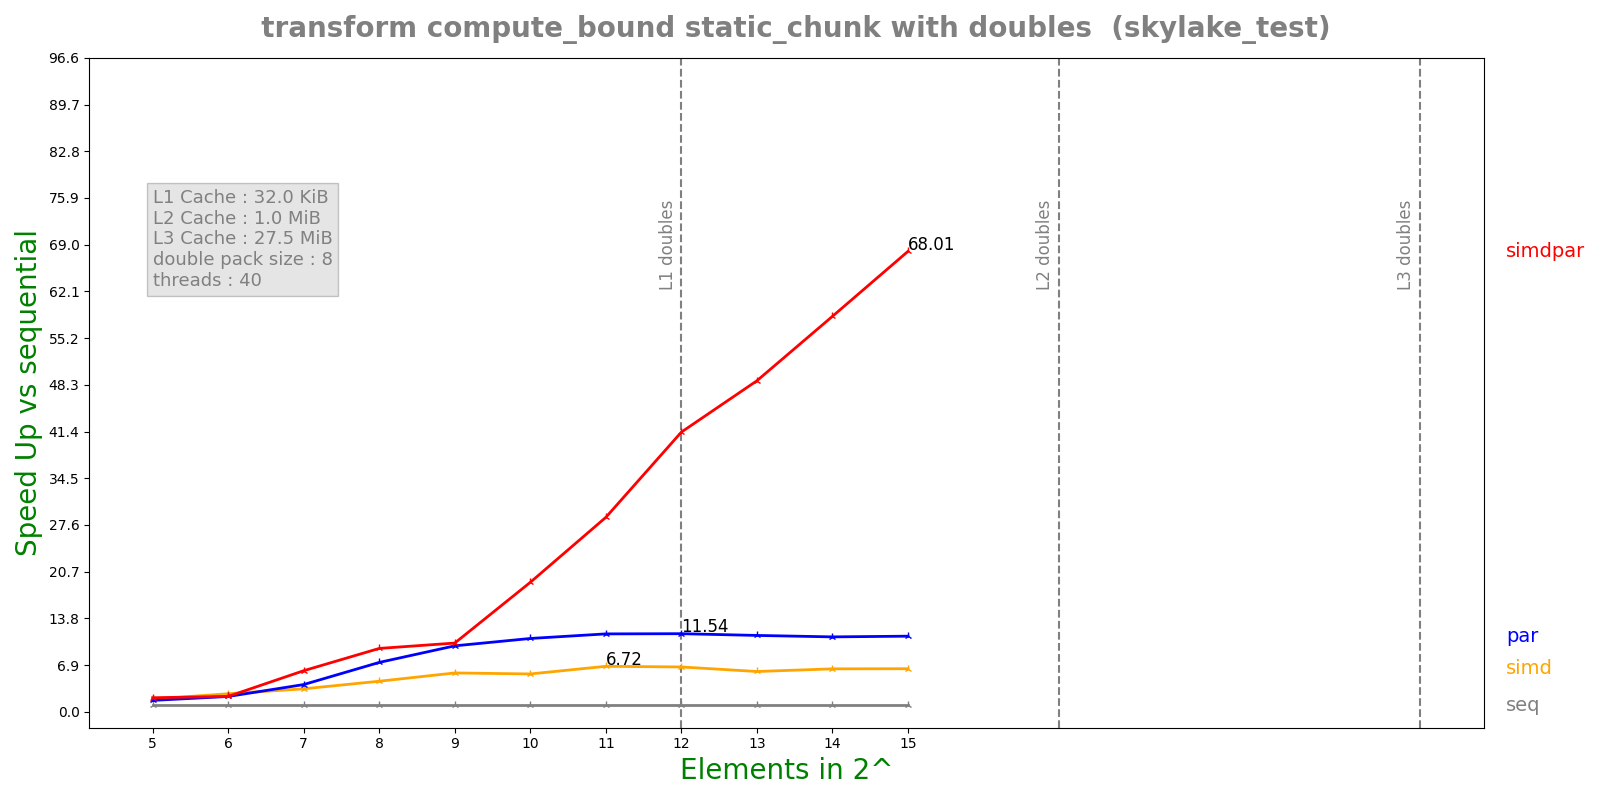 transform compute_bound static_chunk with doubles (skylake_test)
Speed Up vs sequential
96.6
89.7
82.8
75.9
69.0
62.1
55.2
48.3
41.4
34.5
27.6
20.7
13.8
6.9
0.0
L1 Cache : 32.0 KiB
L2 Cache : 1.0 MiB
L3 Cache : 27.5 MiB
double pack size : 8
threads : 40
L1 doubles
L2 doubles
L3 doubles
68.01
11.54
6.72
simdpar
par
simd
seq
5 6 7 8 9 10 11 12 13 14 15
Elements in 2^